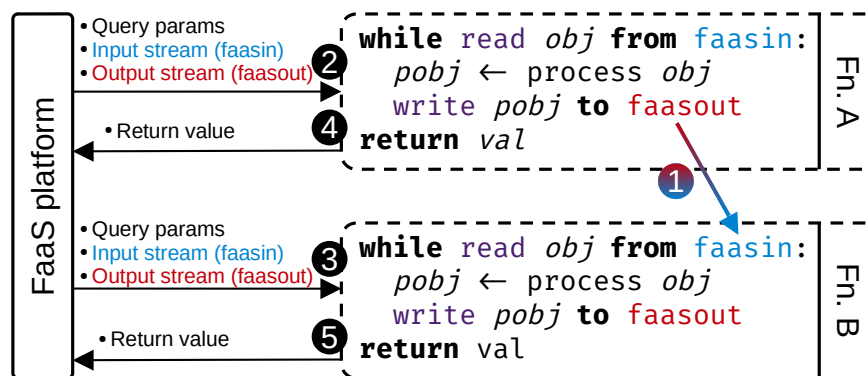 FaaS platform
• Query params
• Input stream (faasin)
• Output stream (faasout)
2
4
• Return value
while read obj from faasin:
pobj ← process obj
write pobj to faasout
return val
Fn. A
1
• Query params
• Input stream (faasin)
• Output stream (faasout)
3
5
• Return value
while read obj from faasin:
pobj ← process obj
write pobj to faasout
return val
Fn. B